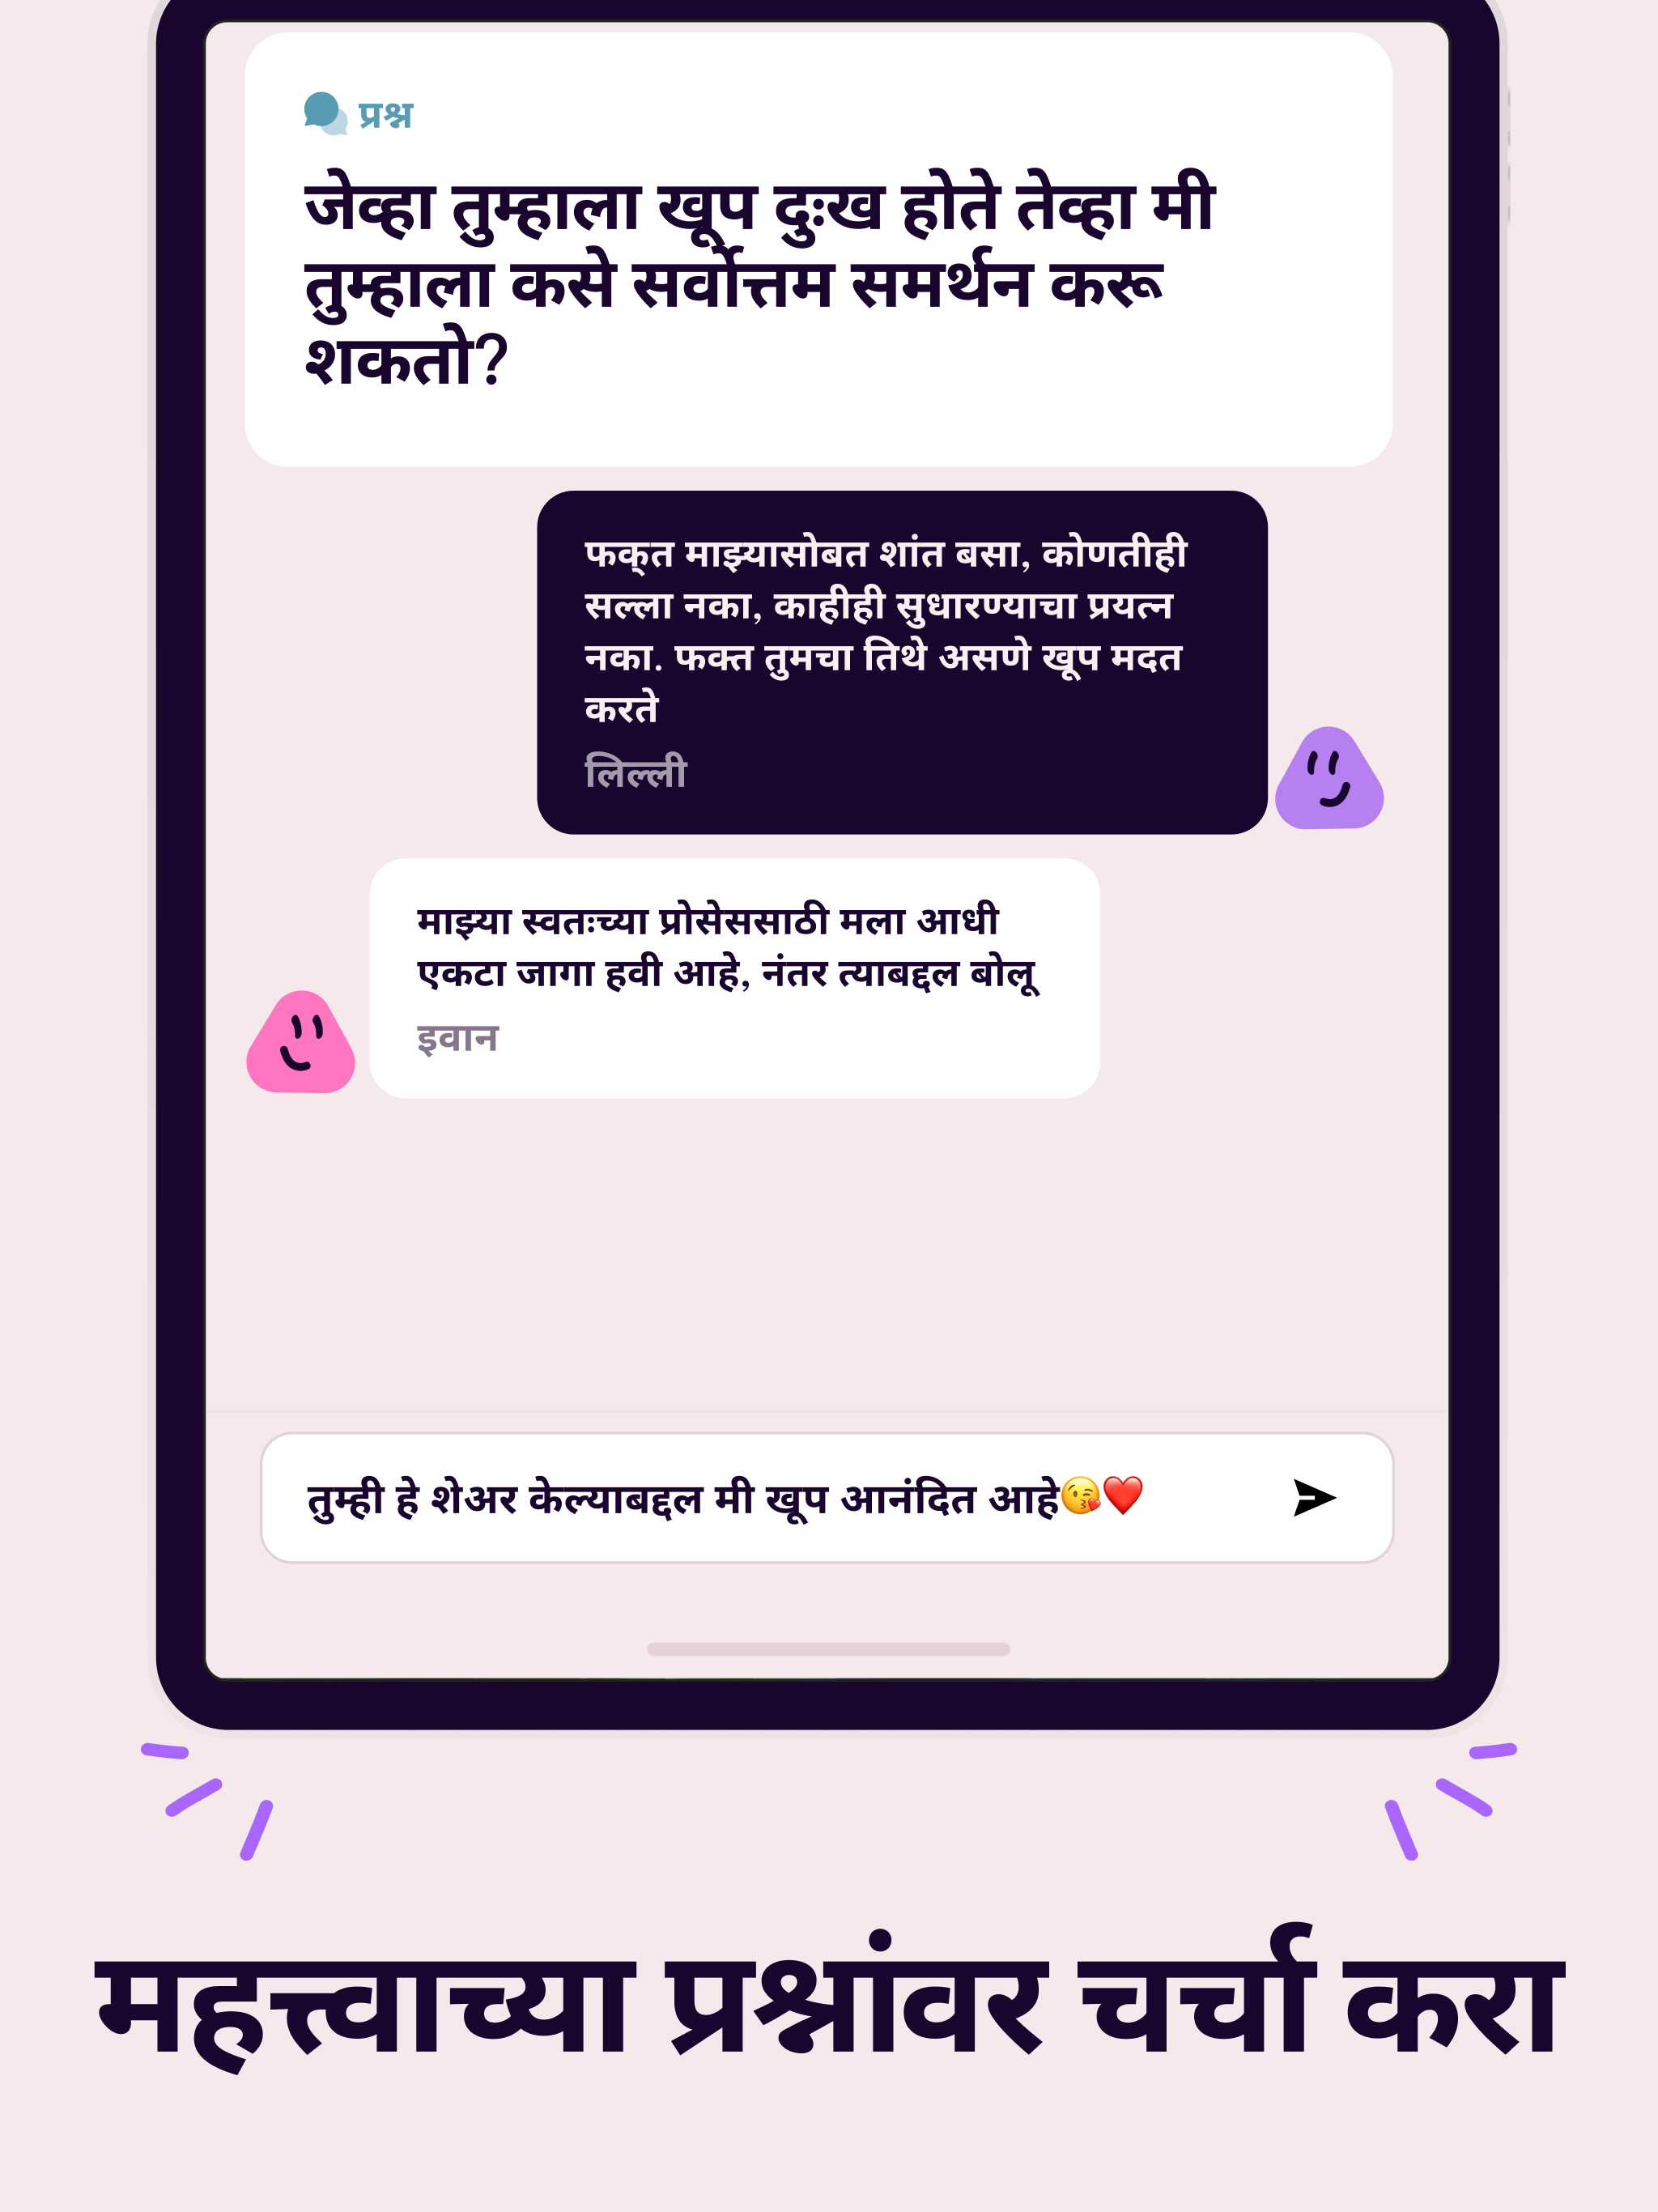 प्रश्न
जेव्हा तुम्हाला खूप दुःख होते तेव्हा मी
तुम्हाला कसे सर्वोत्तम समर्थन करू
शकतो?
फक्‌त माझ्यासोबत शांत बसा, कोणतीही
सल्ला नका, काहीही सुधारण्याचा प्रयत्न
नका. फक्त तुमचा तिथे असणे खूप मदत
करते
लिल्ली
माझ्या स्वतःच्या प्रोसेससाठी मला आधी
एकटा जागा हवी आहे, नंतर त्याबद्दल बोलू
इवान
तुम्ही हे शेअर केल्याबद्दल मी खूप आनंदित आहे😘❤️
महत्त्वाच्या प्रश्नांवर चर्चा करा